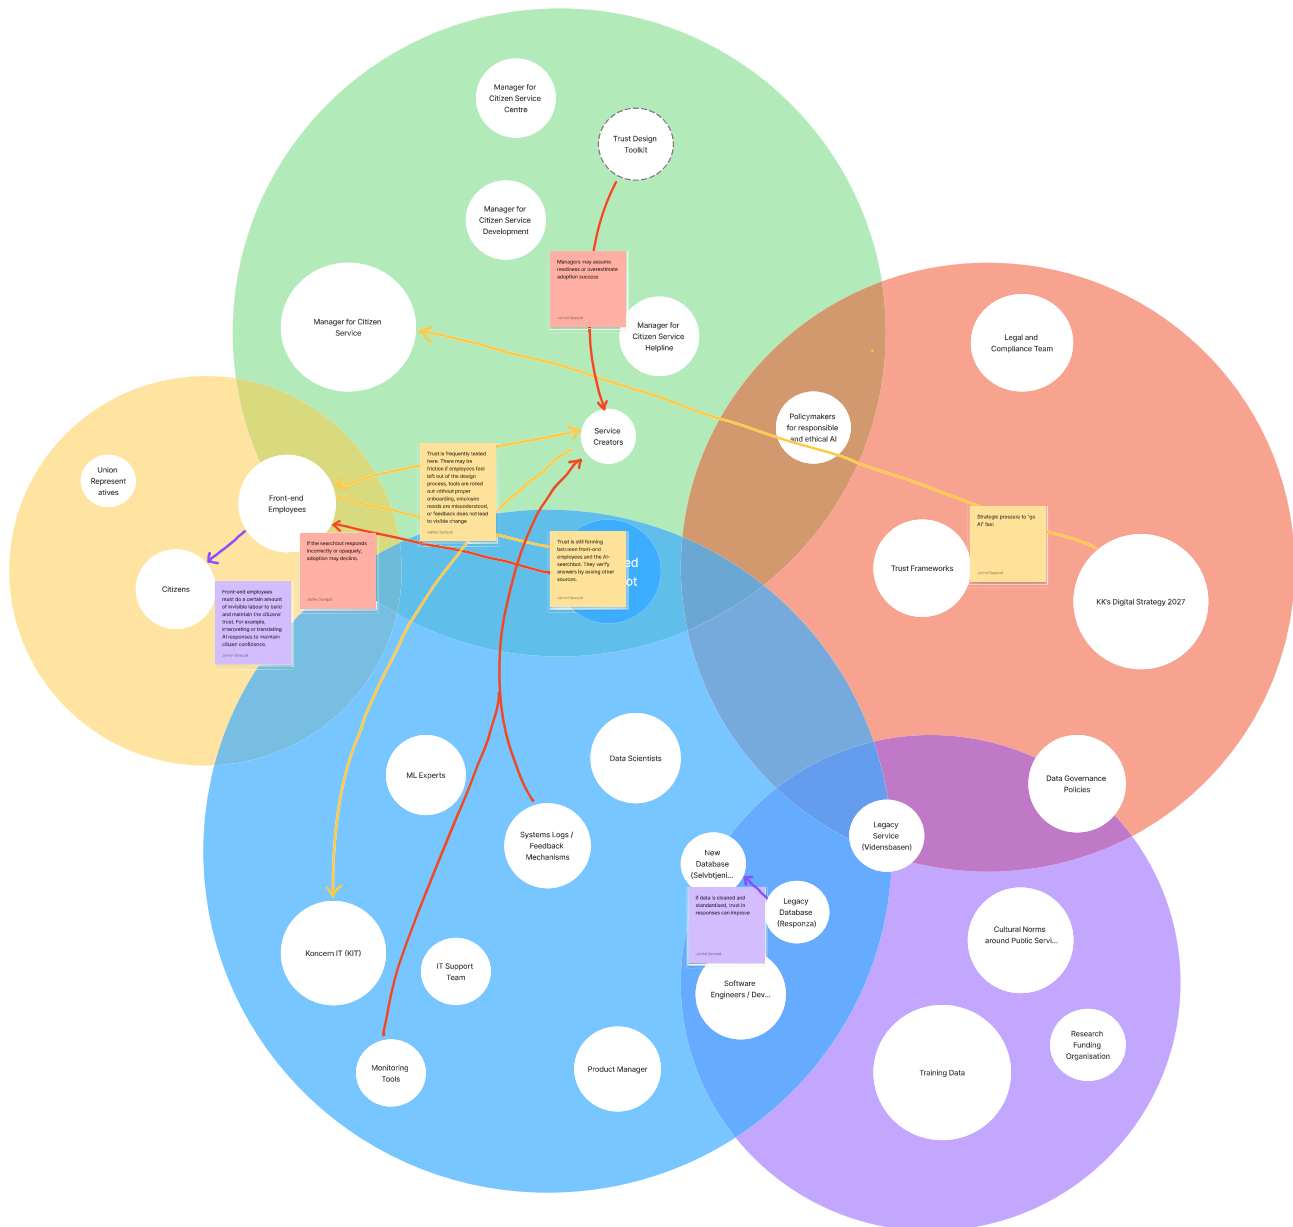 Manager for
Citizen Service
Centre
Trust Design
Toolkit
Manager for
Citizen Service
Development
Managers may assume
readiness or overestimate
adoption success
Manager for Citizen
Service
Manager for
Citizen Service
Helpline
Legal and
Compliance Team
Policymakers
for responsible
and ethical AI
Service
Creators
Union
Represent
atives
Front-end
Employees
Trust is frequently tested
here. There may be
friction if employees feel
left out of the design
process, tools are rolled
out without proper
onboarding, employee
needs are misunderstood,
or feedback does not lead
to visible change
Strategic pressure to "go
AI" fast
If the searchbot responds
incorrectly or opaquely,
adoption may decline.
Trust is still forming
between front-end
employees and the AI-
searchbot. They verify
answers by asking other
sources.
ed
ot
Trust Frameworks
KK's Digital Strategy 2027
Citizens
Front-end employees
must do a certain amount
of invisible labour to build
and maintain the citizens'
trust. For example,
interpreting or translating
AI responses to maintain
citizen confidence.
ML Experts
Data Scientists
Data Governance
Policies
Systems Logs /
Feedback
Mechanisms
Legacy
Service
(Vidensbasen)
New
Database
(Selvbtjeni...
If data is cleaned and
standardised, trust in
responses can improve
Legacy
Database
(Responza)
Cultural Norms
around Public Servi...
Koncern IT (KIT)
IT Support
Team
Software
Engineers / Dev...
Monitoring
Tools
Product Manager
Training Data
Research
Funding
Organisation